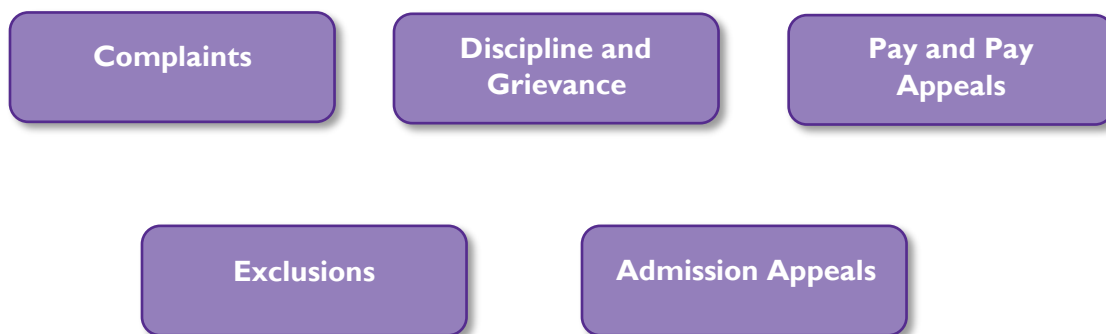 Complaints
Discipline and
Grievance
Pay and Pay
Appeals
Exclusions
Admission Appeals